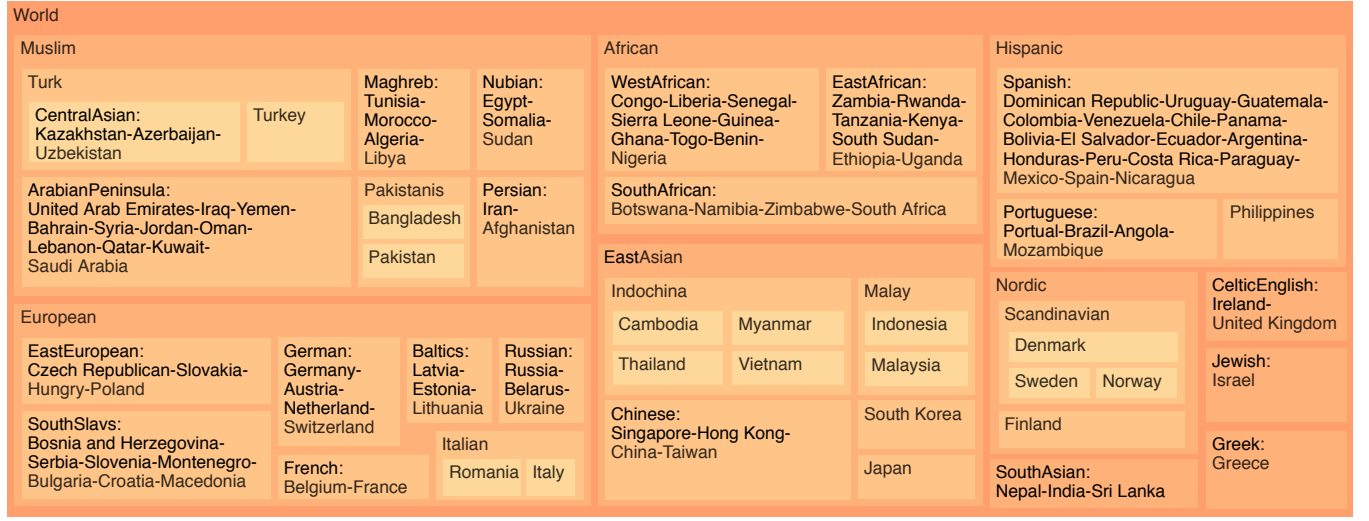 World
Muslim
Turk
CentralAsian:
Kazakhstan-Azerbaijan-
Uzbekistan
Turkey
Maghreb:
Tunisia-
Morocco-
Algeria-
Libya
Nubian:
Egypt-
Somalia-
Sudan
ArabianPeninsula:
United Arab Emirates-Iraq-Yemen-
Bahrain-Syria-Jordan-Oman-
Lebanon-Qatar-Kuwait-
Saudi Arabia
Pakistanis
Bangladesh
Pakistan
Persian:
Iran-
Afghanistan
European
EastEuropean:
Czech Republican-Slovakia-
Hungry-Poland
German:
Germany-
Austria-
Netherland-
Switzerland
Baltics:
Latvia-
Estonia-
Lithuania
Russian:
Russia-
Belarus-
Ukraine
SouthSlavs:
Bosnia and Herzegovina-
Serbia-Slovenia-Montenegro-
Bulgaria-Croatia-Macedonia
French:
Belgium-France
Italian
Romania
Italy
African
WestAfrican:
Congo-Liberia-Senegal-
Sierra Leone-Guinea-
Ghana-Togo-Benin-
Nigeria
EastAfrican:
Zambia-Rwanda-
Tanzania-Kenya-
South Sudan-
Ethiopia-Uganda
SouthAfrican:
Botswana-Namibia-Zimbabwe-South Africa
EastAsian
Indochina
Cambodia
Myanmar
Thailand
Vietnam
Malay
Indonesia
Malaysia
Chinese:
Singapore-Hong Kong-
China-Taiwan
South Korea
Japan
Hispanic
Spanish:
Dominican Republic-Uruguay-Guatemala-
Colombia-Venezuela-Chile-Panama-
Bolivia-El Salvador-Ecuador-Argentina-
Honduras-Peru-Costa Rica-Paraguay-
Mexico-Spain-Nicaragua
Portuguese:
Portual-Brazil-Angola-
Mozambique
Philippines
Nordic
Scandinavian
Denmark
Sweden
Norway
Finland
CelticEnglish:
Ireland-
United Kingdom
Jewish:
Israel
Greek:
Greece
SouthAsian:
Nepal-India-Sri Lanka